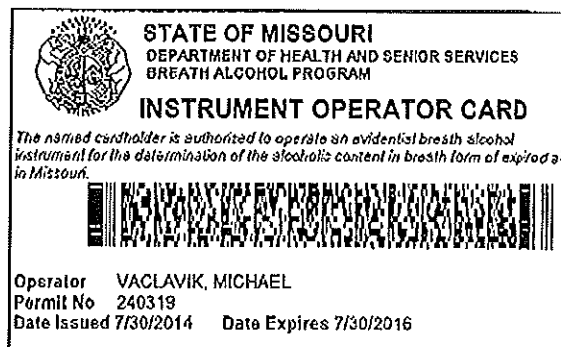 STATE OF MISSOURI
DEPARTMENT OF HEALTH AND SENIOR SERVICES
BREATH ALCOHOL PROGRAM
INSTRUMENT OPERATOR CARD
The named cardholder is authorized to operate an evidential breath alcohol
instrument for the determination of the alcoholic content in breath form of expired a
in Missouri.
Operator VACLAVIK, MICHAEL
Permit No 240319
Date Issued 7/30/2014 Date Expires 7/30/2016